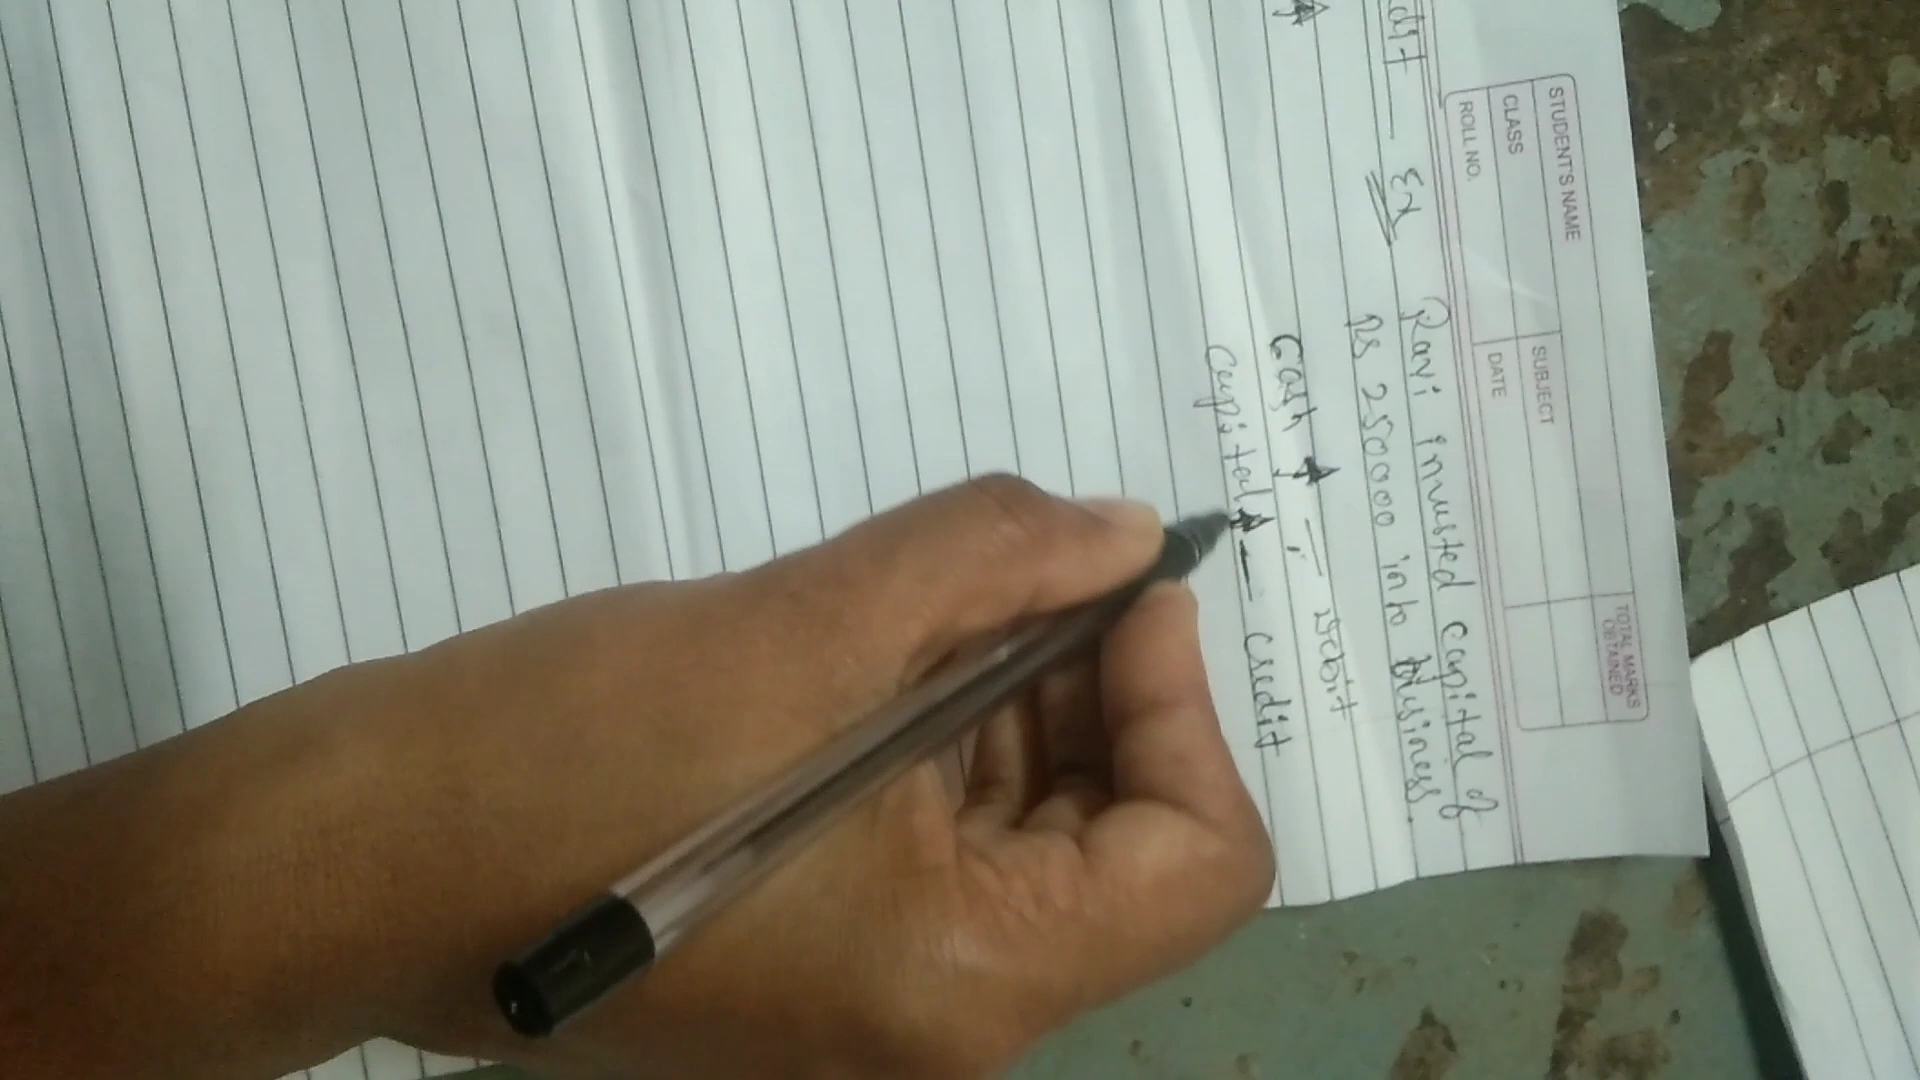 STUDENT'S NAME
CLASS SUBJECT
ROLL NO. DATE
TOTAL MARKS OBTAINED
dit — Ex Ravi invested capital of
Rs 250000 into business.
Cash ↑ — Debit
Capital ↑ — credit